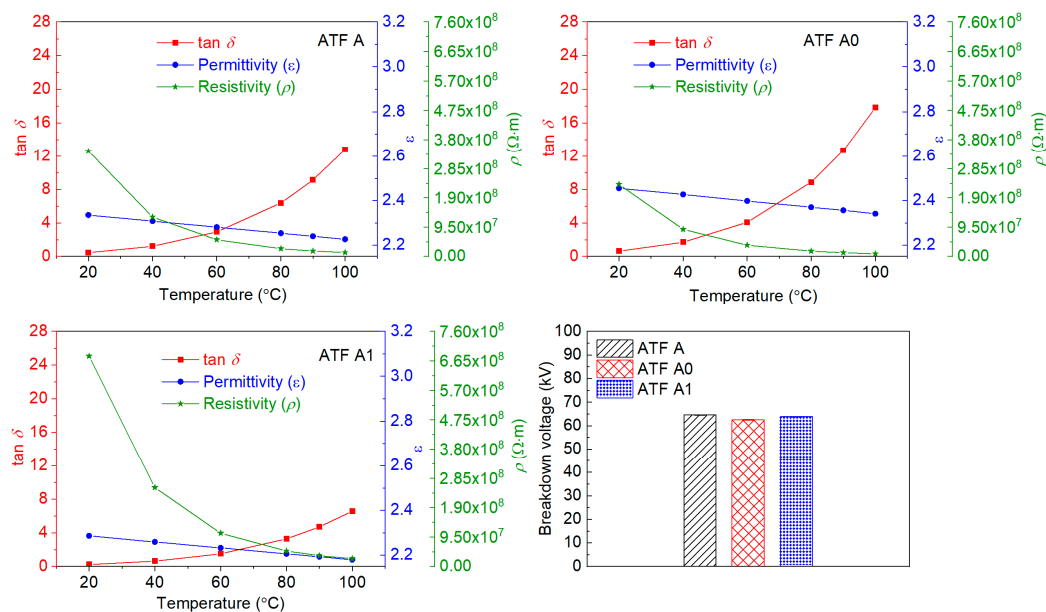 28
24
20
16
12
8
4
0
tan δ
tan δ
Permittivity (ε)
Resistivity (ρ)
ATF A
3.2
3.0
2.8
2.6
2.4
2.2
ε
7.60x10⁸
6.65x10⁸
5.70x10⁸
4.75x10⁸
3.80x10⁸
2.85x10⁸
1.90x10⁸
9.50x10⁷
0.00
ρ (Ω·m)
20 40 60 80 100
Temperature (°C)
28
24
20
16
12
8
4
0
tan δ
tan δ
Permittivity (ε)
Resistivity (ρ)
ATF A0
3.2
3.0
2.8
2.6
2.4
2.2
ε
7.60x10⁸
6.65x10⁸
5.70x10⁸
4.75x10⁸
3.80x10⁸
2.85x10⁸
1.90x10⁸
9.50x10⁷
0.00
ρ (Ω·m)
20 40 60 80 100
Temperature (°C)
28
24
20
16
12
8
4
0
tan δ
tan δ
Permittivity (ε)
Resistivity (ρ)
ATF A1
3.2
3.0
2.8
2.6
2.4
2.2
ε
7.60x10⁸
6.65x10⁸
5.70x10⁸
4.75x10⁸
3.80x10⁸
2.85x10⁸
1.90x10⁸
9.50x10⁷
0.00
ρ (Ω·m)
20 40 60 80 100
Temperature (°C)
100
90
80
70
60
50
40
30
20
10
0
Breakdown voltage (kV)
ATF A
ATF A0
ATF A1